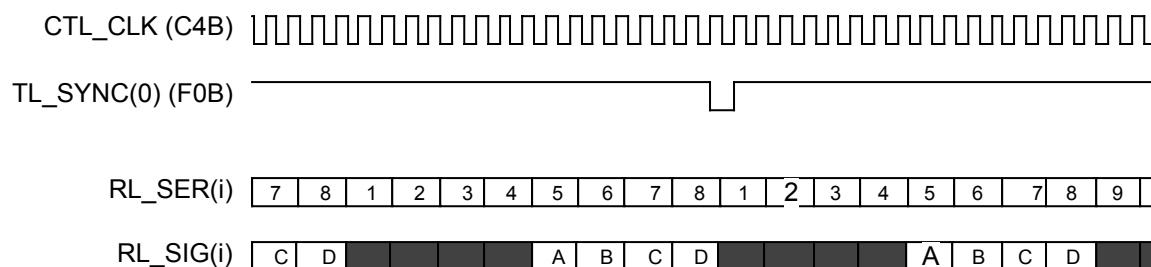 CTL_CLK (C4B)
TL_SYNC(0) (F0B)
RL_SER(i) 7 8 1 2 3 4 5 6 7 8 1 2 3 4 5 6 7 8 9
RL_SIG(i) C D A B C D A B C D